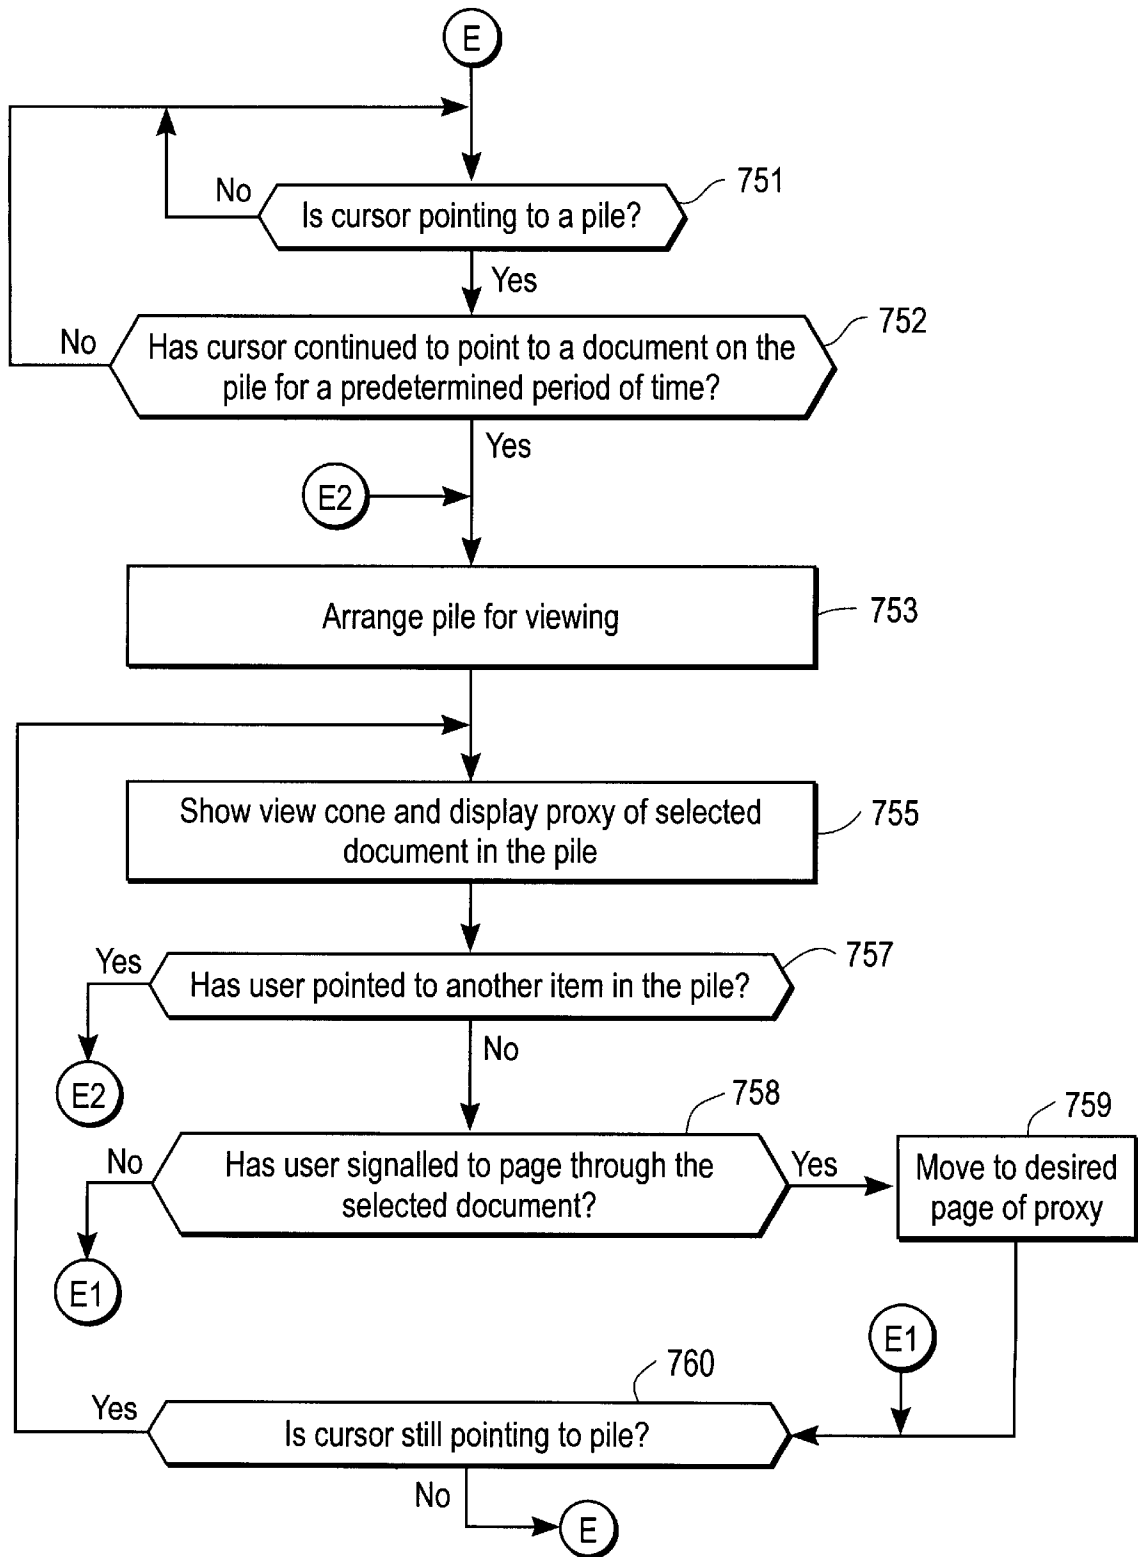 E
751
No
Is cursor pointing to a pile?
Yes
752
No
Has cursor continued to point to a document on the
pile for a predetermined period of time?
Yes
E2
Arrange pile for viewing
753
Show view cone and display proxy of selected
document in the pile
755
757
Yes
Has user pointed to another item in the pile?
No
E2
758
759
No
Has user signalled to page through the
selected document?
Yes
Move to desired
page of proxy
E1
E1
760
Yes
Is cursor still pointing to pile?
No
E